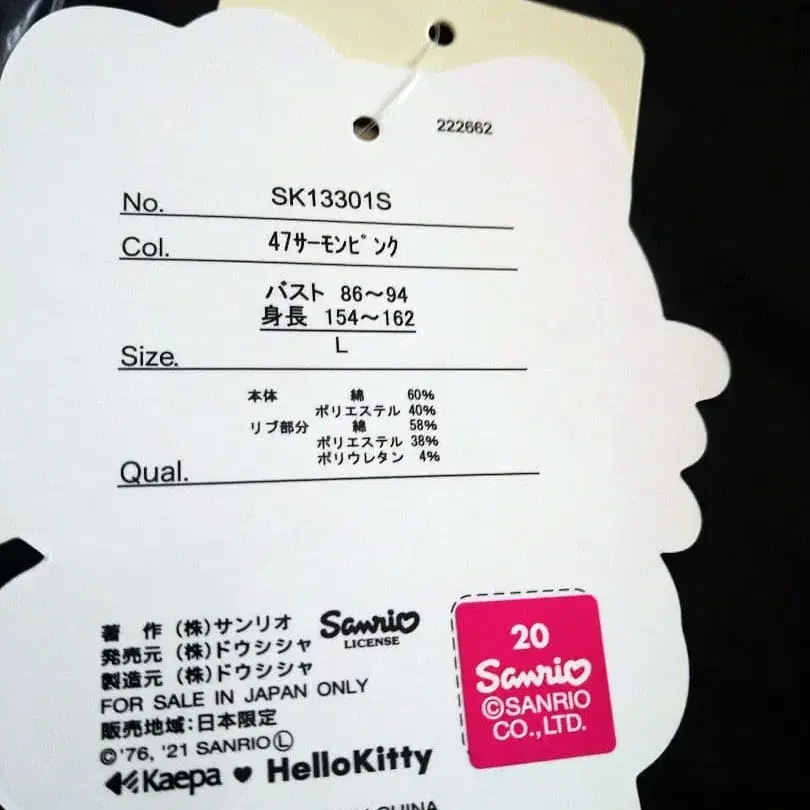 222662
No. SK13301S
Col. 47サーモンピンク
バスト 86〜94
身長 154〜162
Size. L
本体 綿 60%
ポリエステル 40%
リブ部分 綿 58%
ポリエステル 38%
ポリウレタン 4%
Qual.
著 作 (株)サンリオ
発売元 (株)ドウシシャ
製造元 (株)ドウシシャ
Sanrio
LICENSE
FOR SALE IN JAPAN ONLY
販売地域:日本限定
©'76, '21 SANRIO Ⓛ
Kaepa ♥ HelloKitty
CHINA
20
Sanrio
©SANRIO
CO.,LTD.